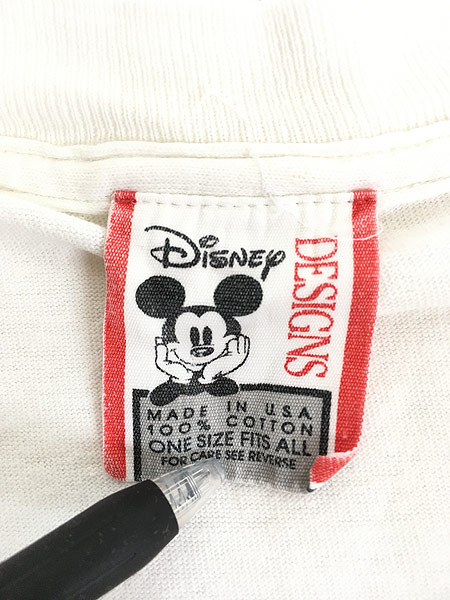 Disney
DESIGNS
MADE IN U.S.A.
100% COTTON
ONE SIZE FITS ALL
FOR CARE SEE REVERSE